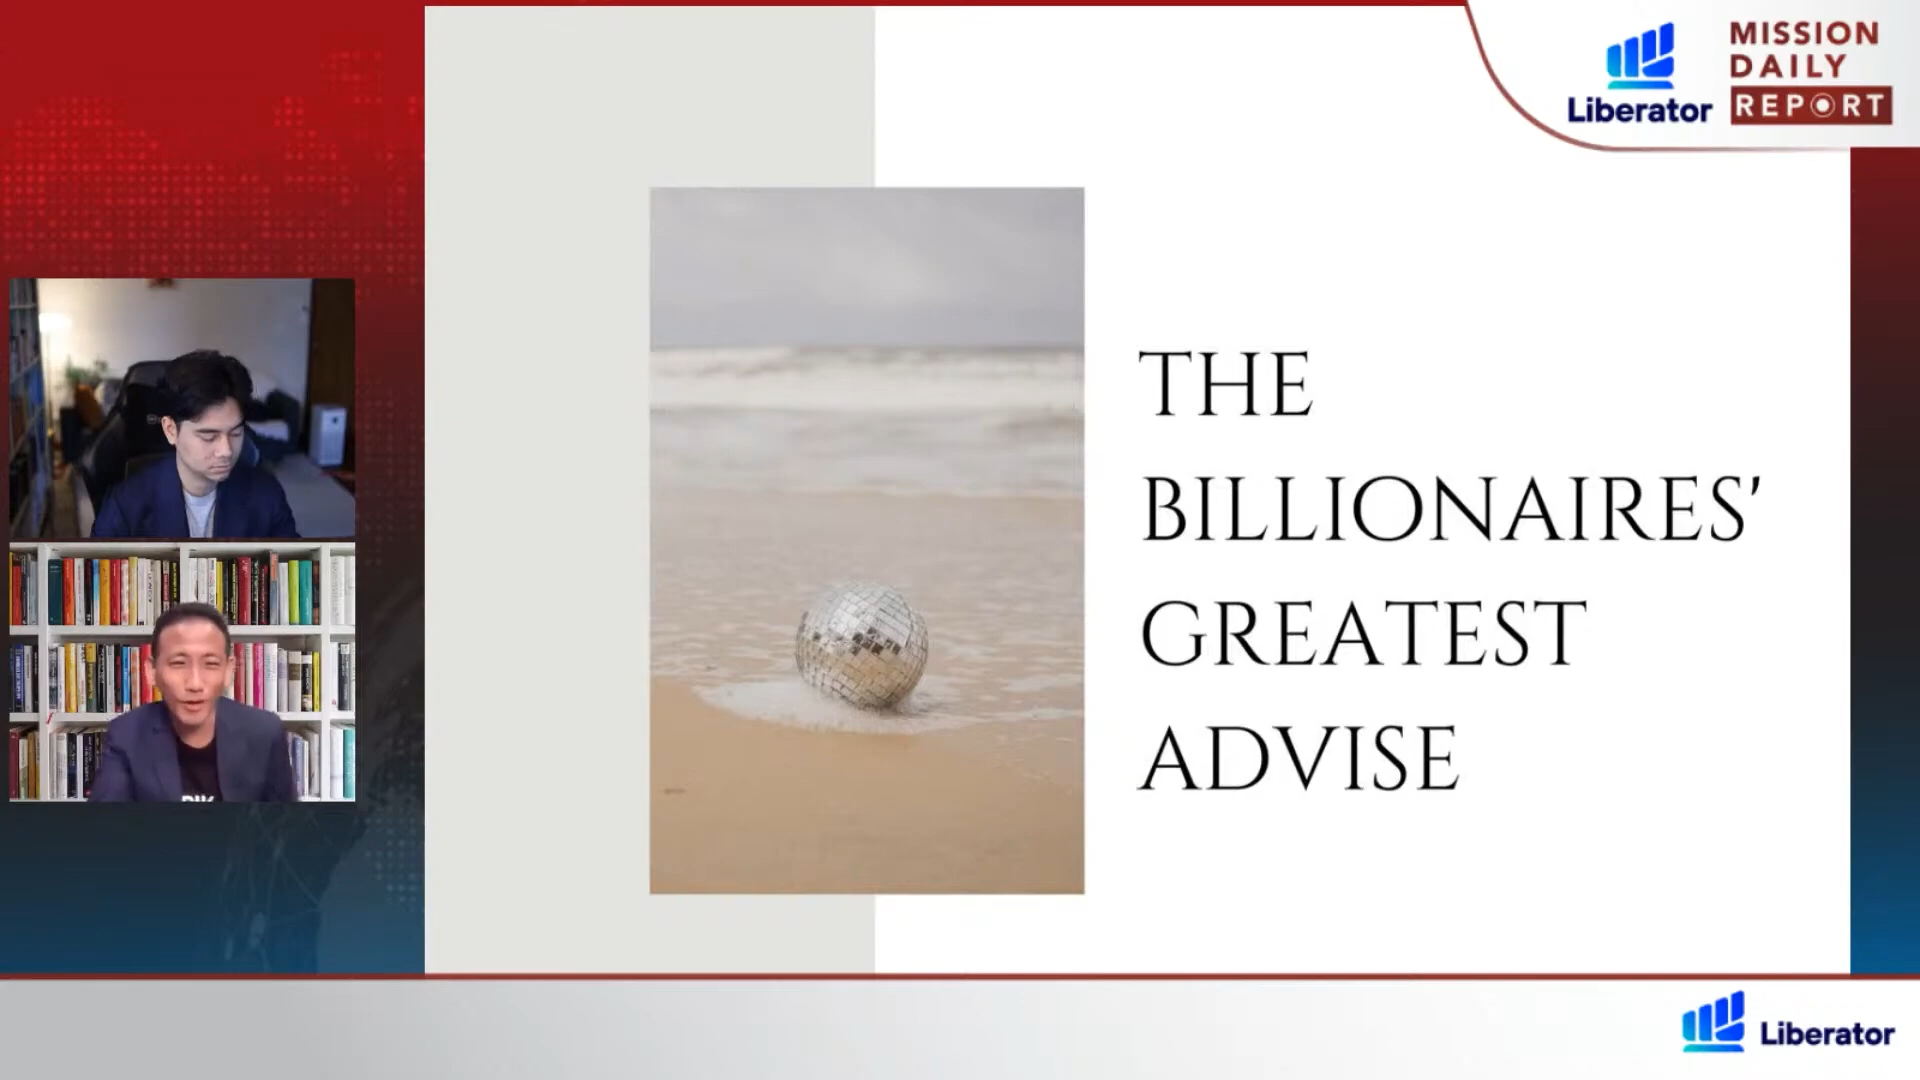 Liberator
MISSION
DAILY
REPORT
THE
BILLIONAIRES'
GREATEST
ADVISE
Liberator